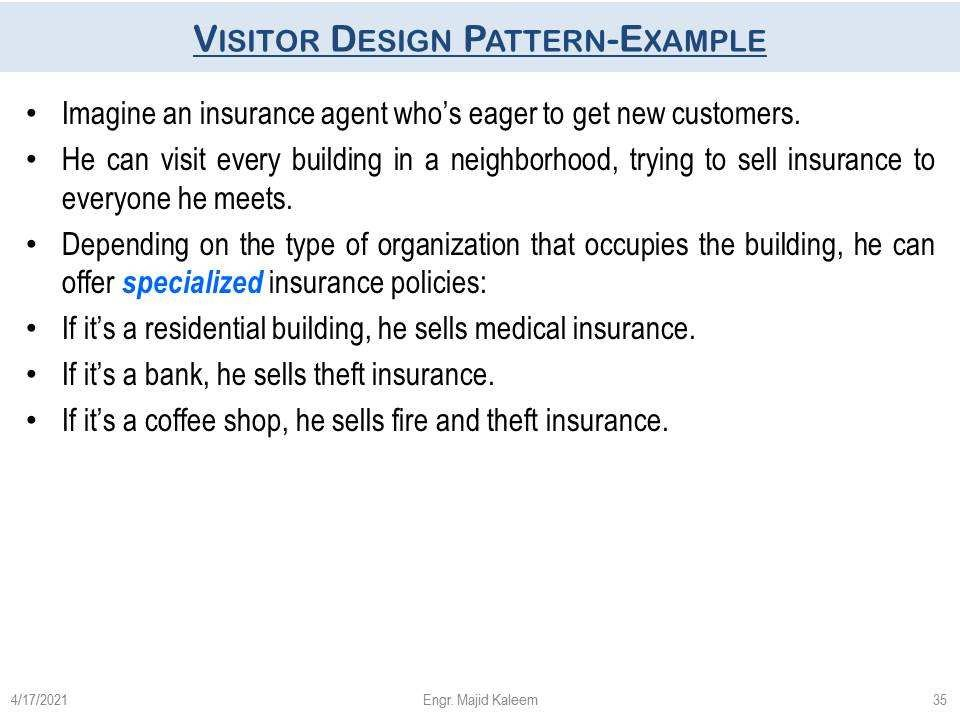 VISITOR DESIGN PATTERN-EXAMPLE
• Imagine an insurance agent who’s eager to get new customers.
• He can visit every building in a neighborhood, trying to sell insurance to
everyone he meets.
• Depending on the type of organization that occupies the building, he can
offer specialized insurance policies:
• If it’s a residential building, he sells medical insurance.
• If it’s a bank, he sells theft insurance.
• If it’s a coffee shop, he sells fire and theft insurance.
4/17/2021 Engr. Majid Kaleem 35